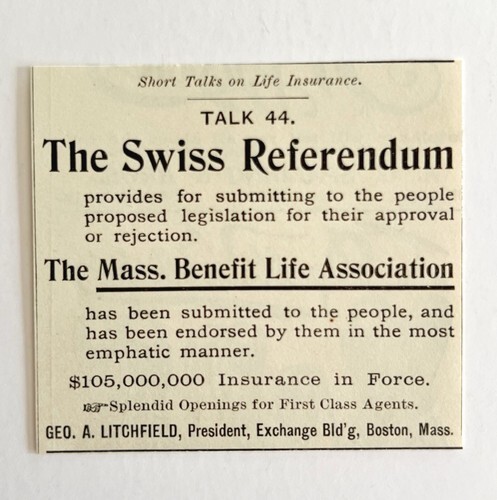 Short Talks on Life Insurance.
TALK 44.
The Swiss Referendum
provides for submitting to the people
proposed legislation for their approval
or rejection.
The Mass. Benefit Life Association
has been submitted to the people, and
has been endorsed by them in the most
emphatic manner.
$105,000,000 Insurance in Force.
☞Splendid Openings for First Class Agents.
GEO. A. LITCHFIELD, President, Exchange Bld'g, Boston, Mass.